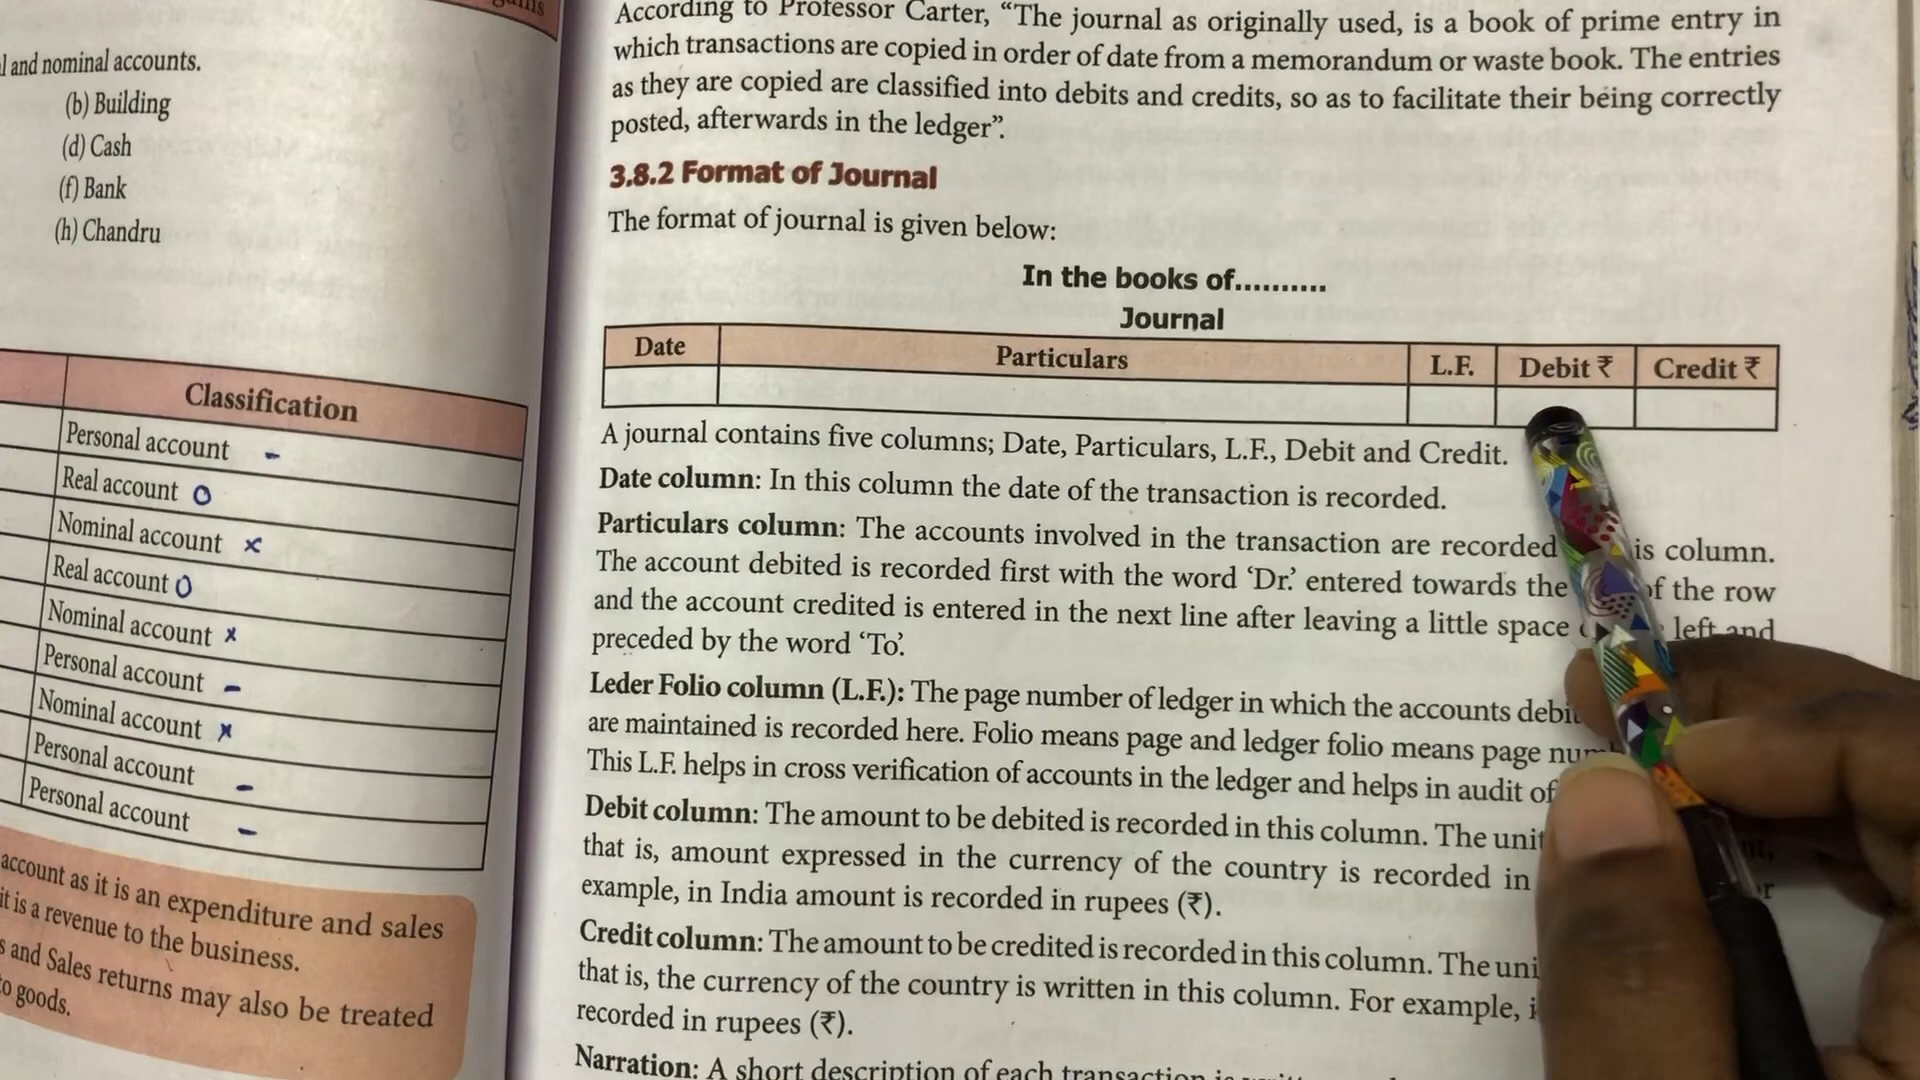 l and nominal accounts.
(b) Building
(d) Cash
(f) Bank
(h) Chandru
Classification
Personal account -
Real account O
Nominal account x
Real account O
Nominal account x
Personal account -
Nominal account x
Personal account -
Personal account -
account as it is an expenditure and sales
it is a revenue to the business.
s and Sales returns may also be treated
to goods.
According to Professor Carter, “The journal as originally used, is a book of prime entry in
which transactions are copied in order of date from a memorandum or waste book. The entries
as they are copied are classified into debits and credits, so as to facilitate their being correctly
posted, afterwards in the ledger”.
3.8.2 Format of Journal
The format of journal is given below:
In the books of..........
Journal
Date Particulars L.F. Debit ₹ Credit ₹
A journal contains five columns; Date, Particulars, L.F., Debit and Credit.
Date column: In this column the date of the transaction is recorded.
Particulars column: The accounts involved in the transaction are recorded is column.
The account debited is recorded first with the word ‘Dr.’ entered towards the of the row
and the account credited is entered in the next line after leaving a little space left and
preceded by the word ‘To’.
Leder Folio column (L.F.): The page number of ledger in which the accounts debi
are maintained is recorded here. Folio means page and ledger folio means page num
This L.F. helps in cross verification of accounts in the ledger and helps in audit of
Debit column: The amount to be debited is recorded in this column. The unit
that is, amount expressed in the currency of the country is recorded in
example, in India amount is recorded in rupees (₹).
Credit column: The amount to be credited is recorded in this column. The uni
that is, the currency of the country is written in this column. For example, i
recorded in rupees (₹).
Narration: A short description of each transaction is